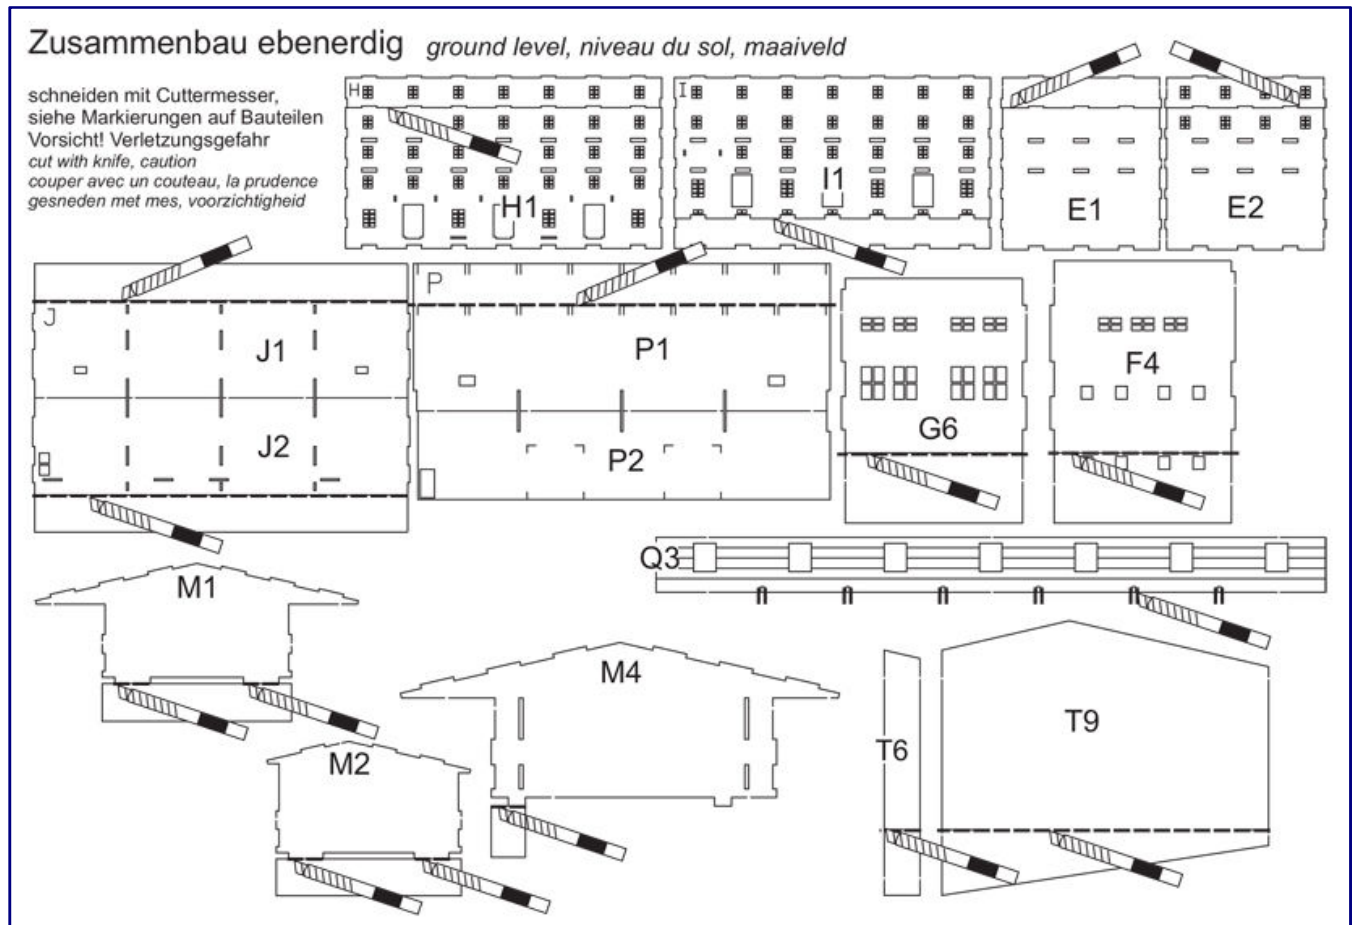 Zusammenbau ebenerdig ground level, niveau du sol, maaiveld
schneiden mit Cuttermesser,
siehe Markierungen auf Bauteilen
Vorsicht! Verletzungsgefahr
cut with knife, caution
couper avec un couteau, la prudence
gesneden met mes, voorzichtigheid
H
I
H1
I1
E1
E2
J
P
J1
P1
F4
G6
J2
P2
Q3
M1
M4
T9
T6
M2